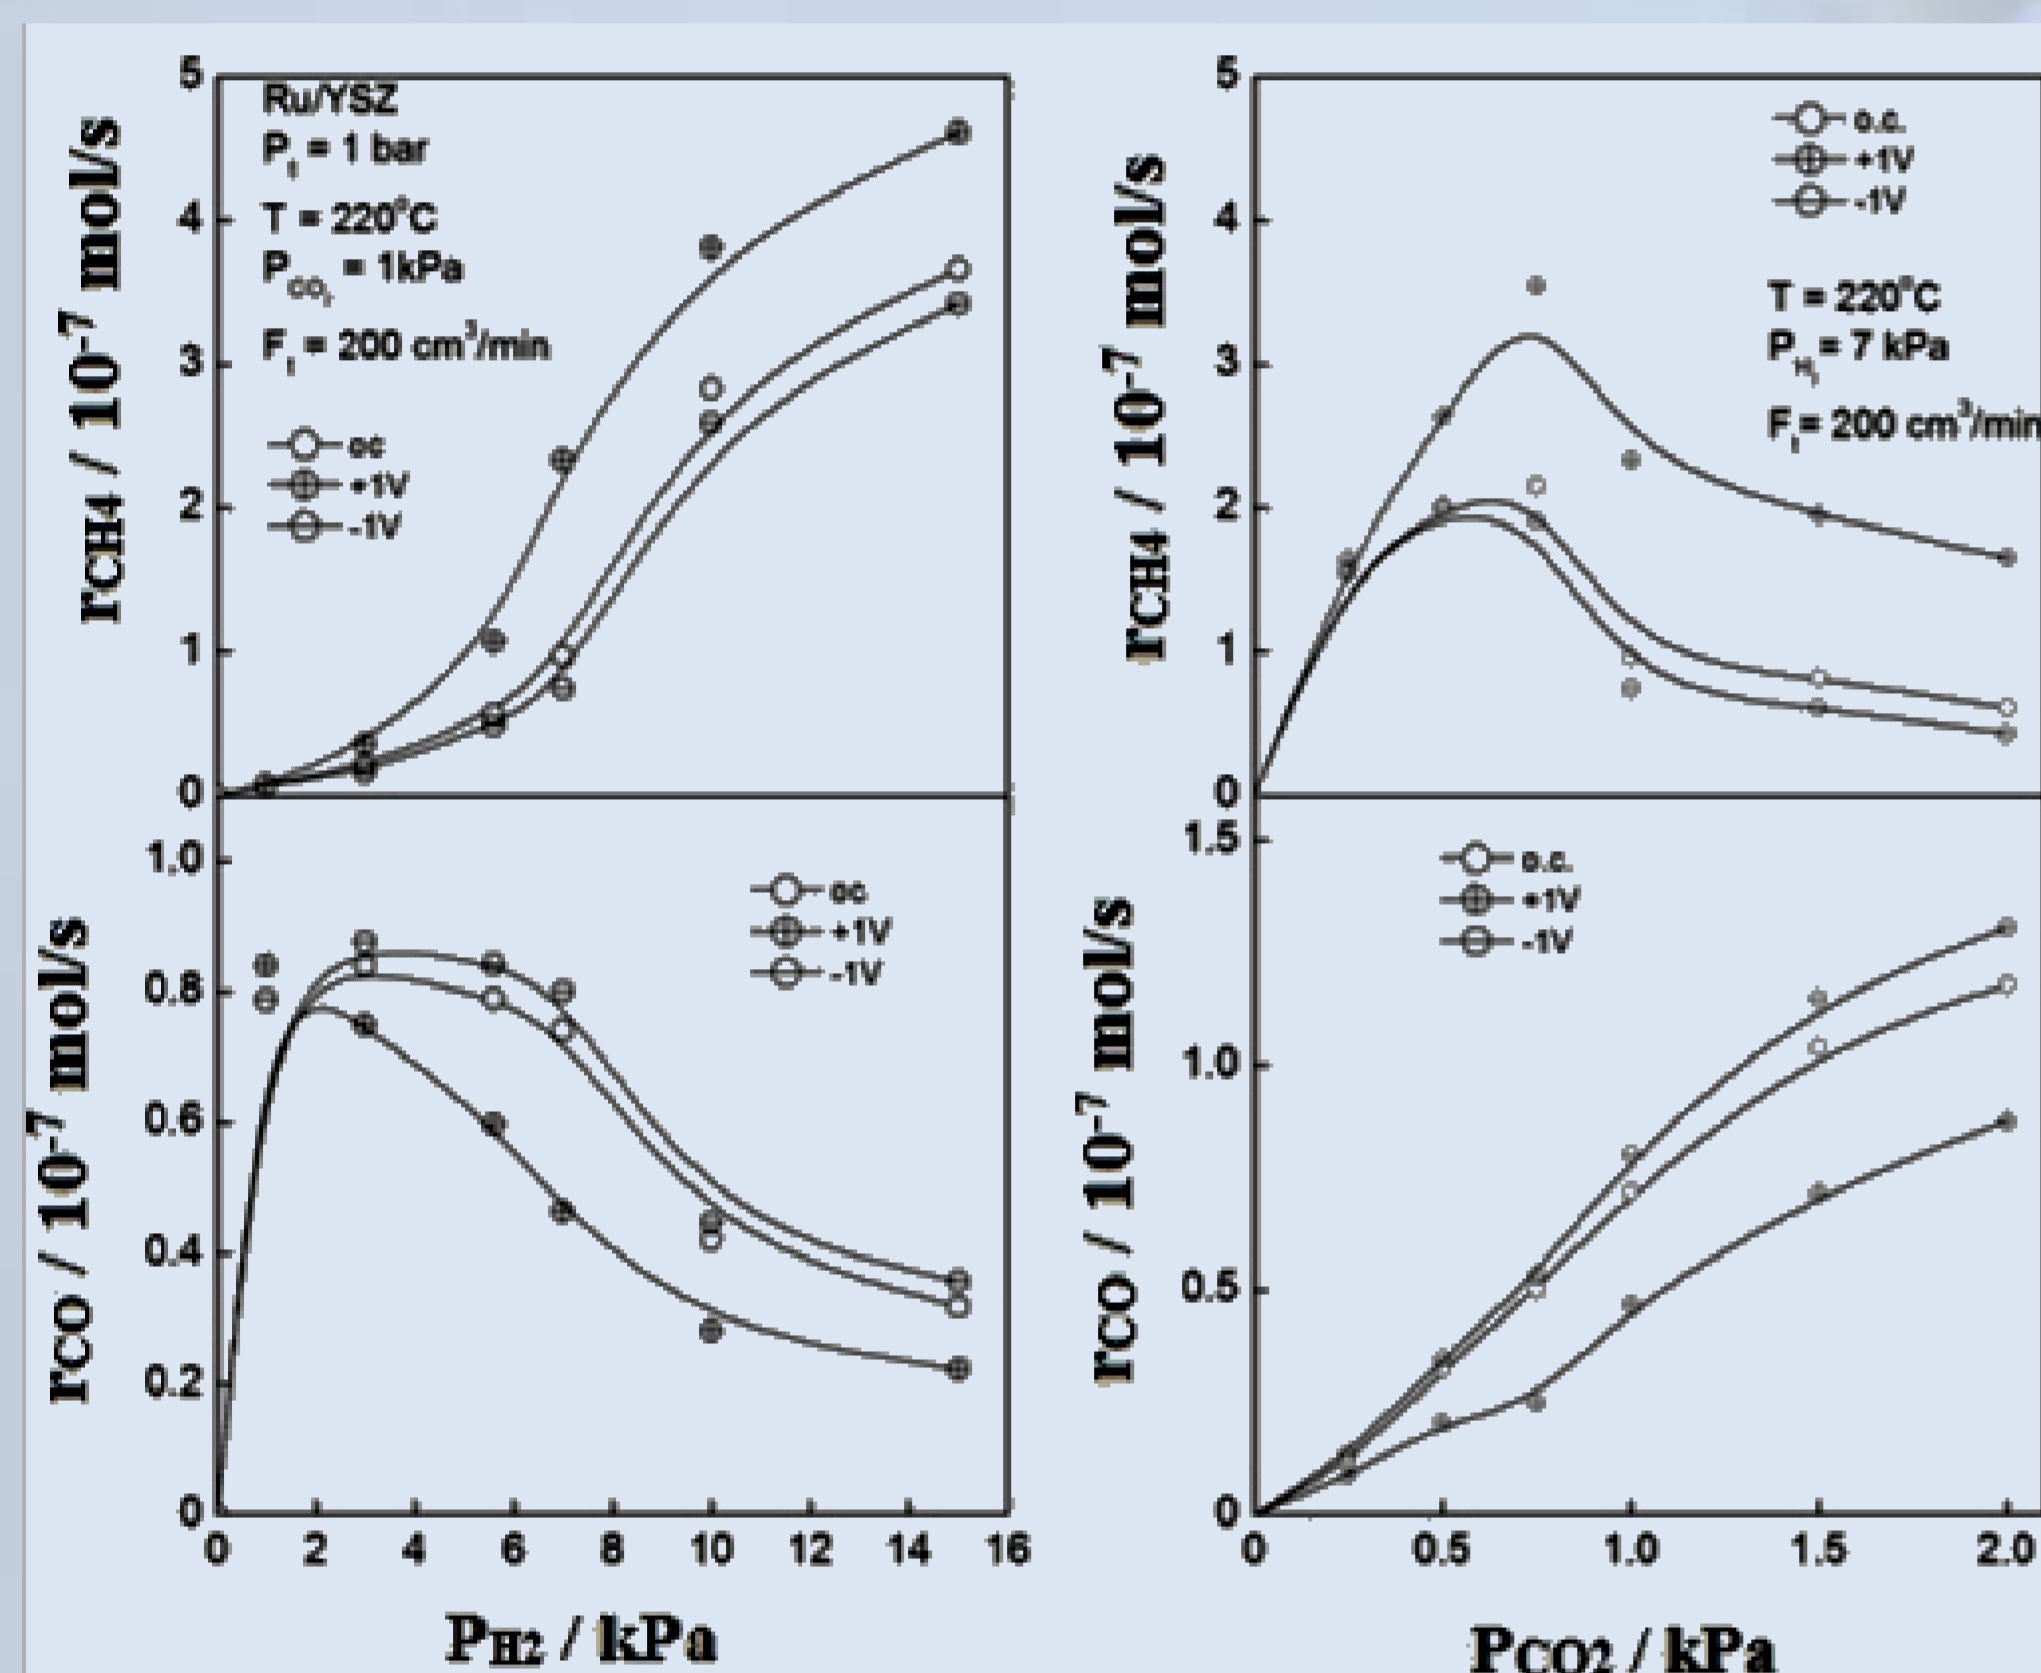 rCH4 / 10-7 mol/s
5
4
3
2
1
0
Ru/YSZ
Pt = 1 bar
T = 220°C
PCO2 = 1kPa
Ft = 200 cm3/min
oc
+1V
-1V
rCO / 10-7 mol/s
1.0
0.8
0.6
0.4
0.2
0
oc
+1V
-1V
0 2 4 6 8 10 12 14 16
PH2 / kPa
rCH4 / 10-7 mol/s
5
4
3
2
1
0
o.c.
+1V
-1V
T = 220°C
PH2 = 7 kPa
Ft = 200 cm3/min
rCO / 10-7 mol/s
1.5
1.0
0.5
0
o.c.
+1V
-1V
0 0.5 1.0 1.5 2.0
PCO2 / kPa